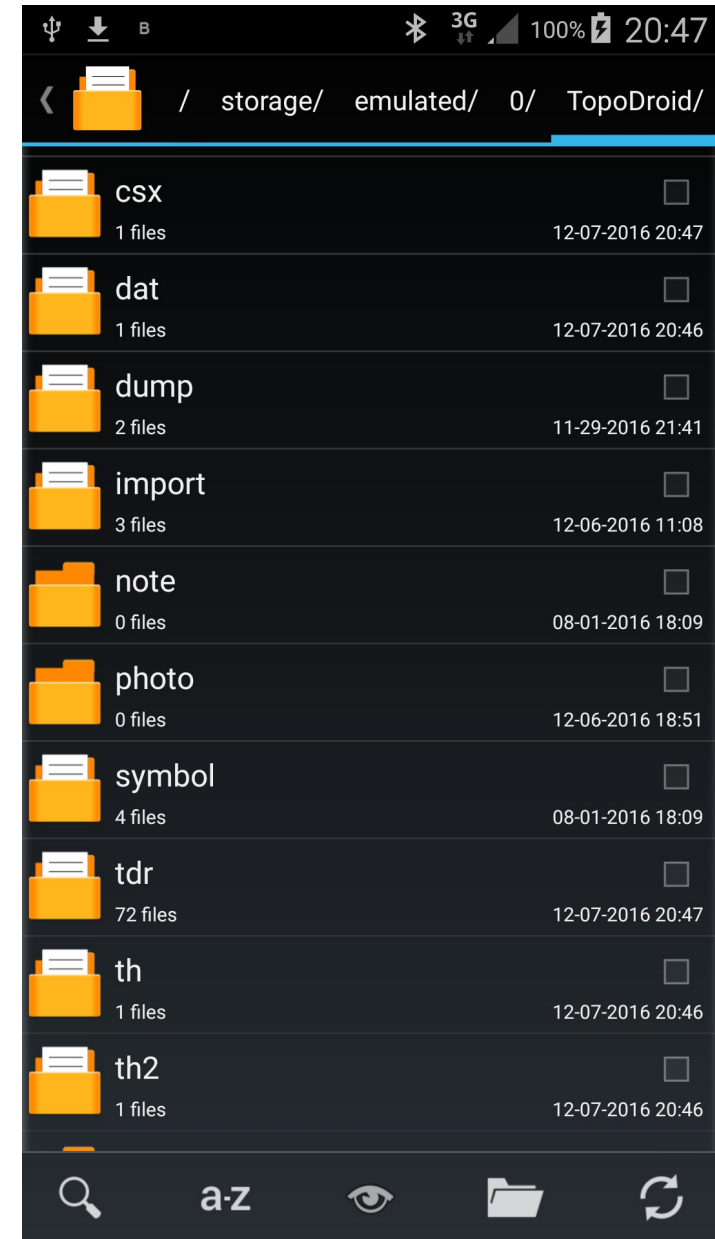 B 3G 100% 20:47
/ storage/ emulated/ 0/ TopoDroid/
csx
1 files 12-07-2016 20:47
dat
1 files 12-07-2016 20:46
dump
2 files 11-29-2016 21:41
import
3 files 12-06-2016 11:08
note
0 files 08-01-2016 18:09
photo
0 files 12-06-2016 18:51
symbol
4 files 08-01-2016 18:09
tdr
72 files 12-07-2016 20:47
th
1 files 12-07-2016 20:46
th2
1 files 12-07-2016 20:46
a-z